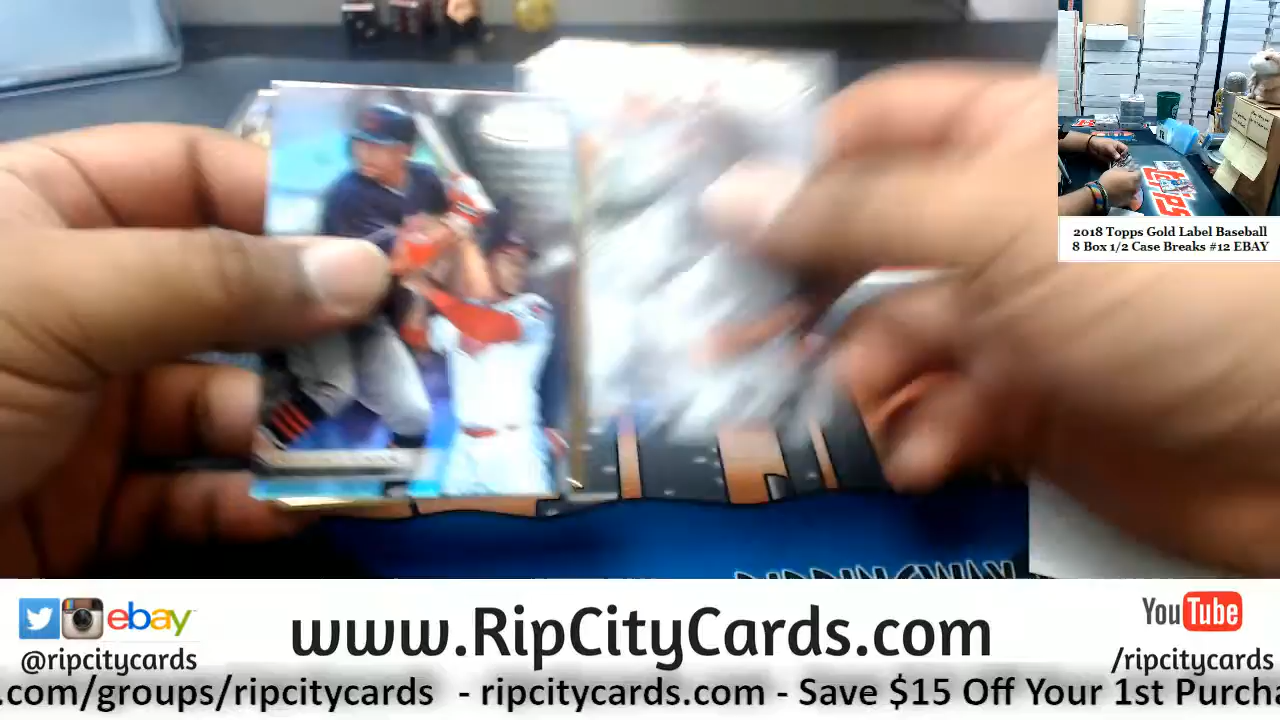 topps
2018 Topps Gold Label Baseball
8 Box 1/2 Case Breaks #12 EBAY
ebay
@ripcitycards
www.RipCityCards.com
YouTube
/ripcitycards
.com/groups/ripcitycards - ripcitycards.com - Save $15 Off Your 1st Purcha